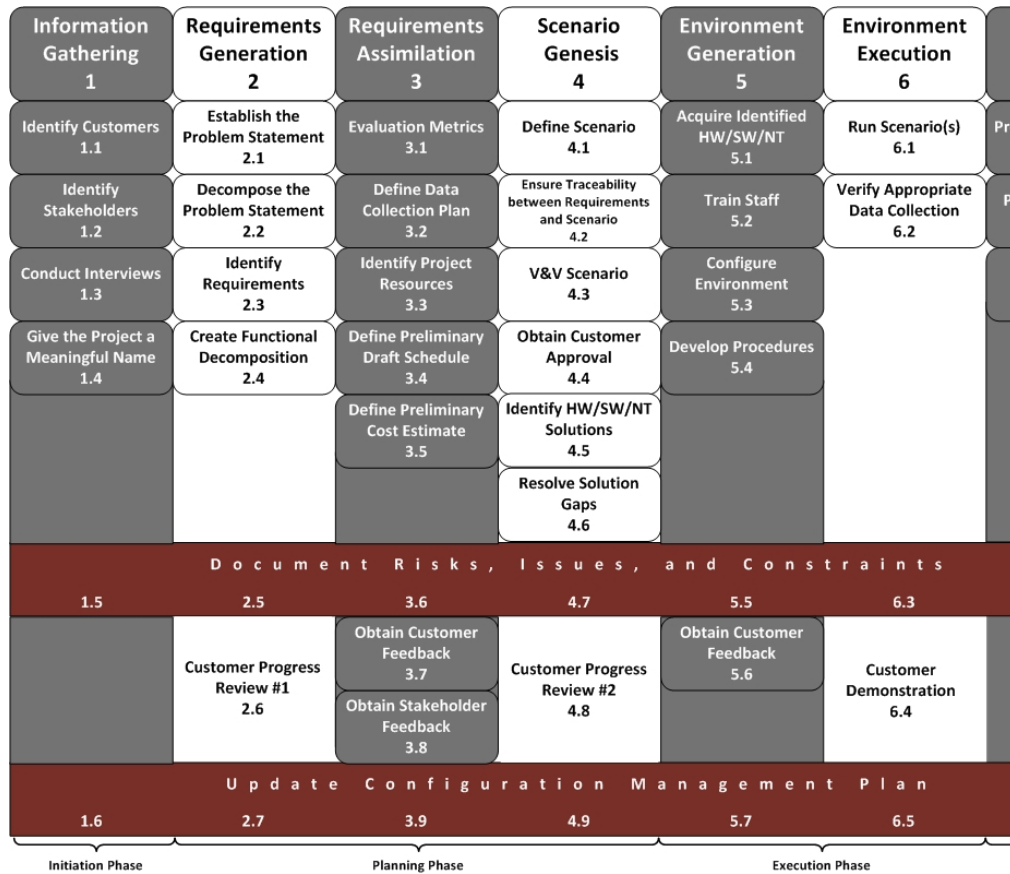 Information
Gathering
1
Requirements
Generation
2
Requirements
Assimilation
3
Scenario
Genesis
4
Environment
Generation
5
Environment
Execution
6
Identify Customers
1.1
Establish the
Problem Statement
2.1
Evaluation Metrics
3.1
Define Scenario
4.1
Acquire Identified
HW/SW/NT
5.1
Run Scenario(s)
6.1
Identify
Stakeholders
1.2
Decompose the
Problem Statement
2.2
Define Data
Collection Plan
3.2
Ensure Traceability
between Requirements
and Scenario
4.2
Train Staff
5.2
Verify Appropriate
Data Collection
6.2
Conduct Interviews
1.3
Identify
Requirements
2.3
Identify Project
Resources
3.3
V&V Scenario
4.3
Configure
Environment
5.3
Give the Project a
Meaningful Name
1.4
Create Functional
Decomposition
2.4
Define Preliminary
Draft Schedule
3.4
Obtain Customer
Approval
4.4
Develop Procedures
5.4
Define Preliminary
Cost Estimate
3.5
Identify HW/SW/NT
Solutions
4.5
Resolve Solution
Gaps
4.6
Document Risks, Issues, and Constraints
1.5 2.5 3.6 4.7 5.5 6.3
Customer Progress
Review #1
2.6
Obtain Customer
Feedback
3.7
Obtain Stakeholder
Feedback
3.8
Customer Progress
Review #2
4.8
Obtain Customer
Feedback
5.6
Customer
Demonstration
6.4
Update Configuration Management Plan
1.6 2.7 3.9 4.9 5.7 6.5
Initiation Phase
Planning Phase
Execution Phase